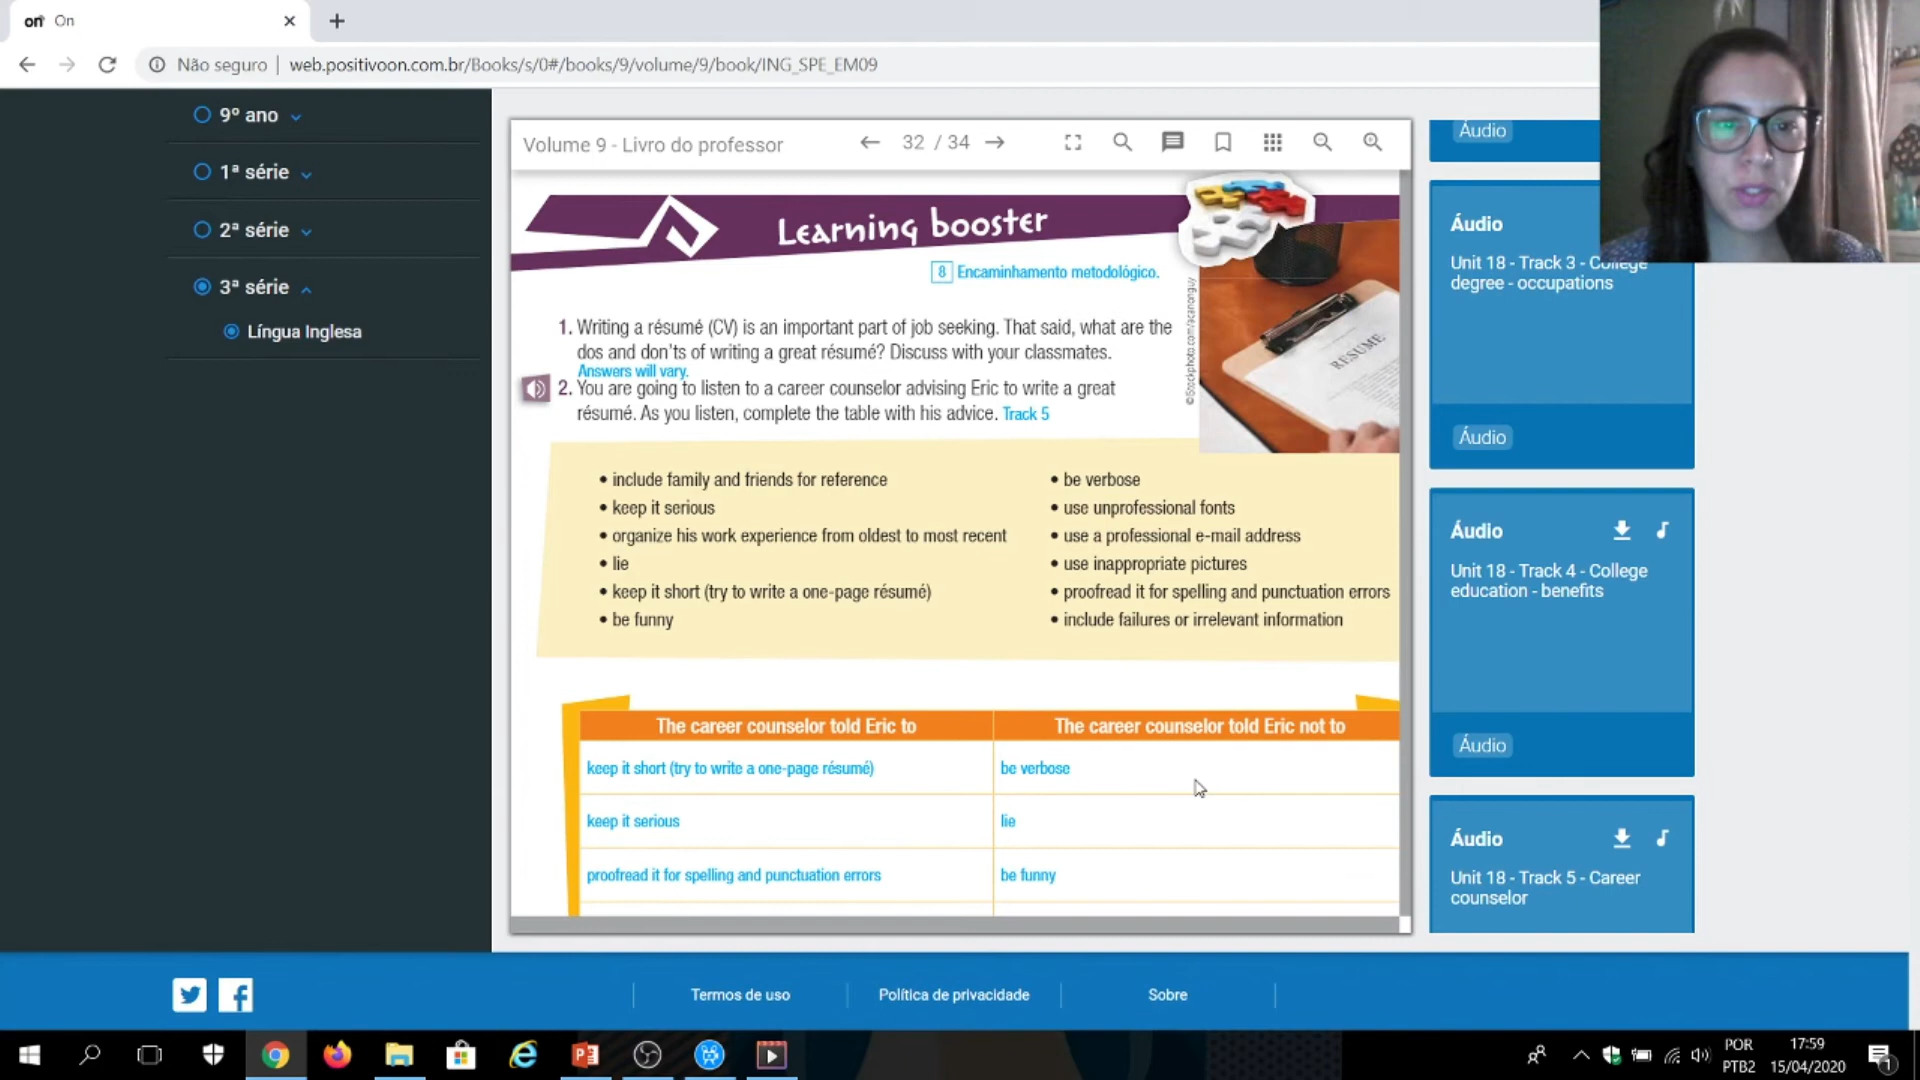 on On
Não seguro | web.positivoon.com.br/Books/s/0#/books/9/volume/9/book/ING_SPE_EM09
9º ano
1ª série
2ª série
3ª série
Língua Inglesa
Volume 9 - Livro do professor
32 / 34
Learning booster
8 Encaminhamento metodológico.
1. Writing a résumé (CV) is an important part of job seeking. That said, what are the
dos and don'ts of writing a great résumé? Discuss with your classmates.
Answers will vary.
2. You are going to listen to a career counselor advising Eric to write a great
résumé. As you listen, complete the table with his advice. Track 5
RESUME
• include family and friends for reference
• keep it serious
• organize his work experience from oldest to most recent
• lie
• keep it short (try to write a one-page résumé)
• be funny
• be verbose
• use unprofessional fonts
• use a professional e-mail address
• use inappropriate pictures
• proofread it for spelling and punctuation errors
• include failures or irrelevant information
The career counselor told Eric to
The career counselor told Eric not to
keep it short (try to write a one-page résumé)
be verbose
keep it serious
lie
proofread it for spelling and punctuation errors
be funny
Áudio
Áudio
Unit 18 - Track 3 - College
degree - occupations
Áudio
Áudio
Unit 18 - Track 4 - College
education - benefits
Áudio
Áudio
Unit 18 - Track 5 - Career
counselor
Termos de uso
Política de privacidade
Sobre
POR
PTB2
17:59
15/04/2020
1